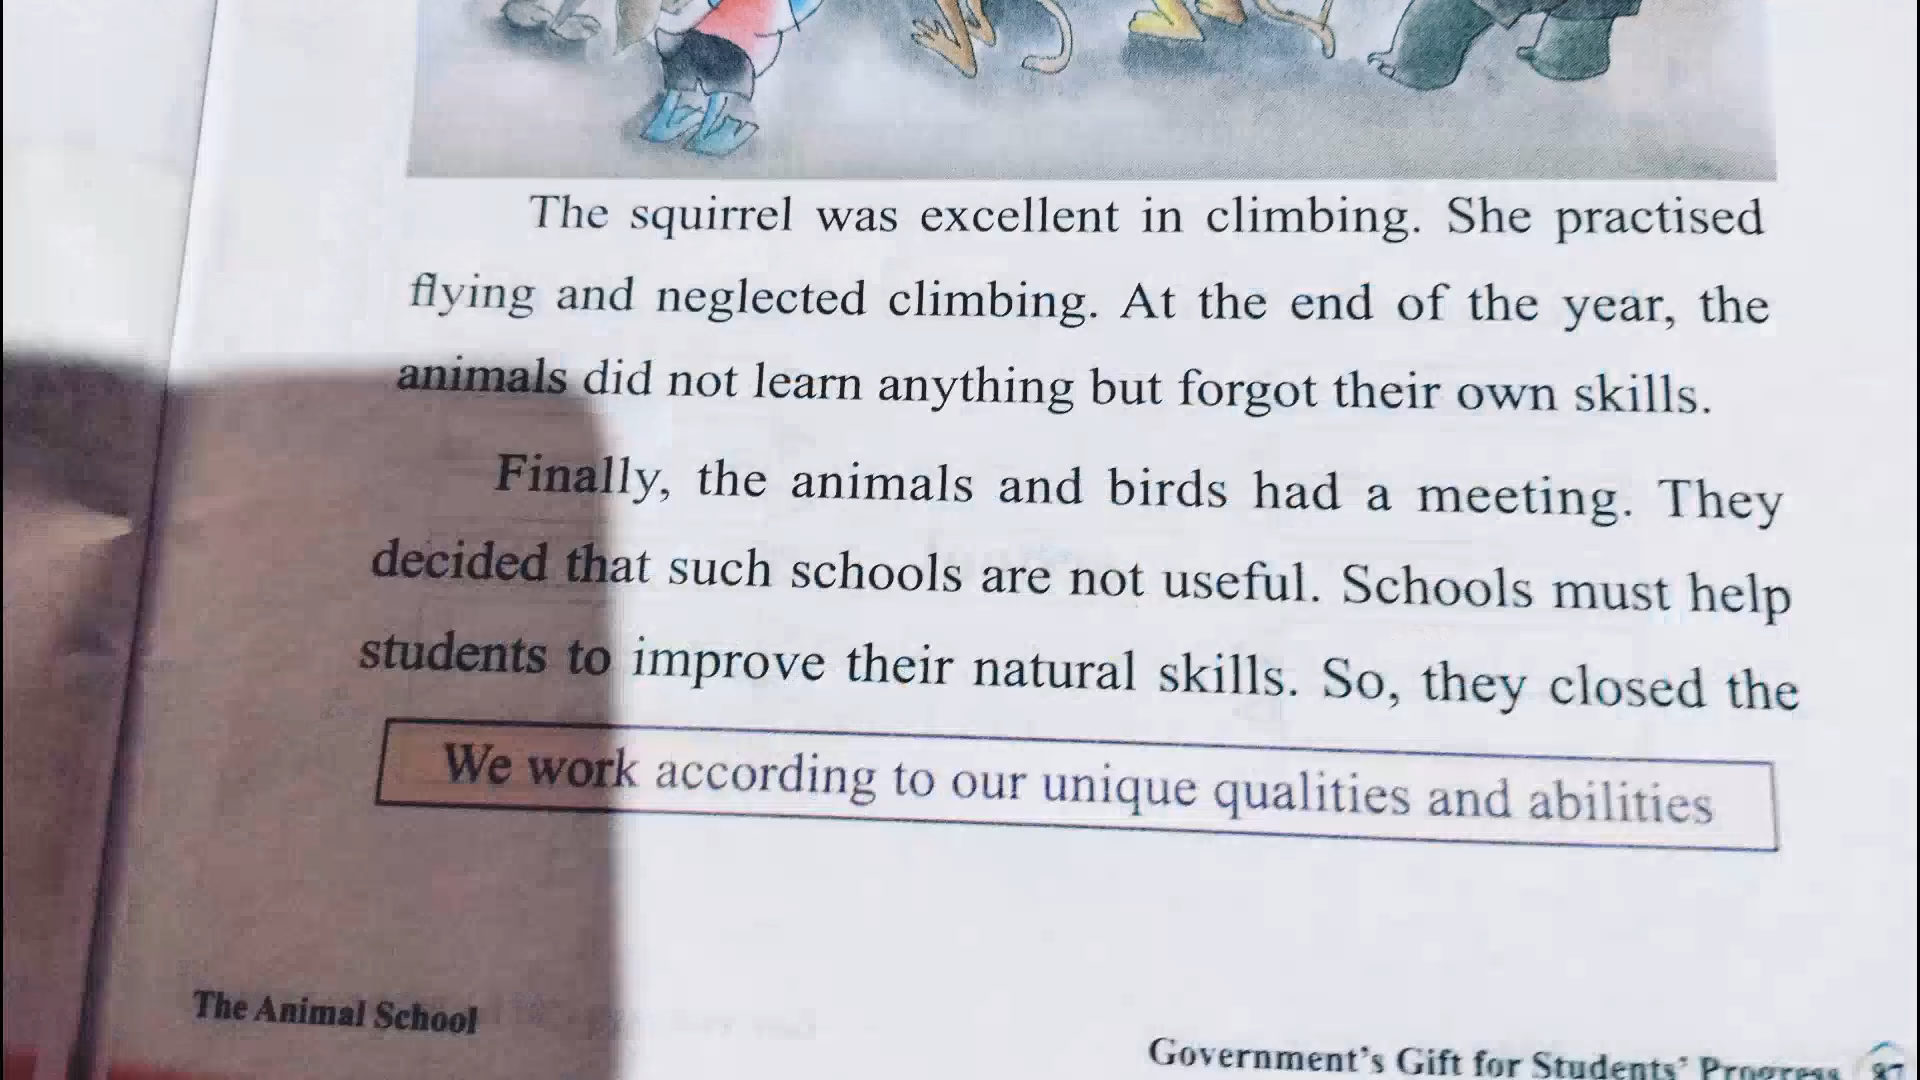 The squirrel was excellent in climbing. She practised
flying and neglected climbing. At the end of the year, the
animals did not learn anything but forgot their own skills.
Finally, the animals and birds had a meeting. They
decided that such schools are not useful. Schools must help
students to improve their natural skills. So, they closed the
We work according to our unique qualities and abilities
The Animal School
Government's Gift for Students' Progress